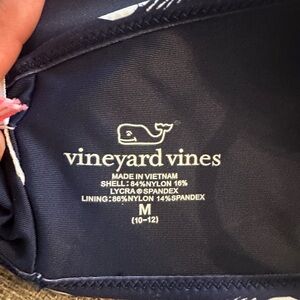 vineyard vines
MADE IN VIETNAM
SHELL: 84%NYLON 16%
LYCRA®SPANDEX
LINING: 86%NYLON 14%SPANDEX
M
(10-12)